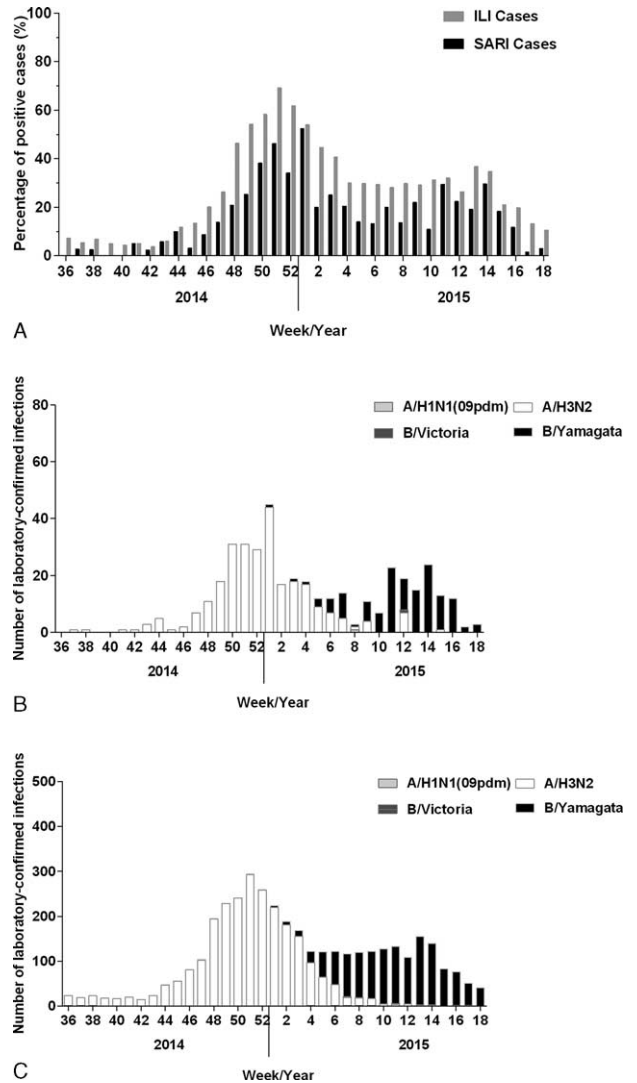 100
80
60
40
20
0
Percentage of positive cases (%)
ILI Cases
SARI Cases
36 38 40 42 44 46 48 50 52 2 4 6 8 10 12 14 16 18
2014 2015
Week/Year
A
80
60
40
20
0
Number of laboratory-confirmed infections
A/H1N1(09pdm) A/H3N2
B/Victoria B/Yamagata
36 38 40 42 44 46 48 50 52 2 4 6 8 10 12 14 16 18
2014 2015
Week/Year
B
500
400
300
200
100
0
Number of laboratory-confirmed infections
A/H1N1(09pdm) A/H3N2
B/Victoria B/Yamagata
36 38 40 42 44 46 48 50 52 2 4 6 8 10 12 14 16 18
2014 2015
Week/Year
C